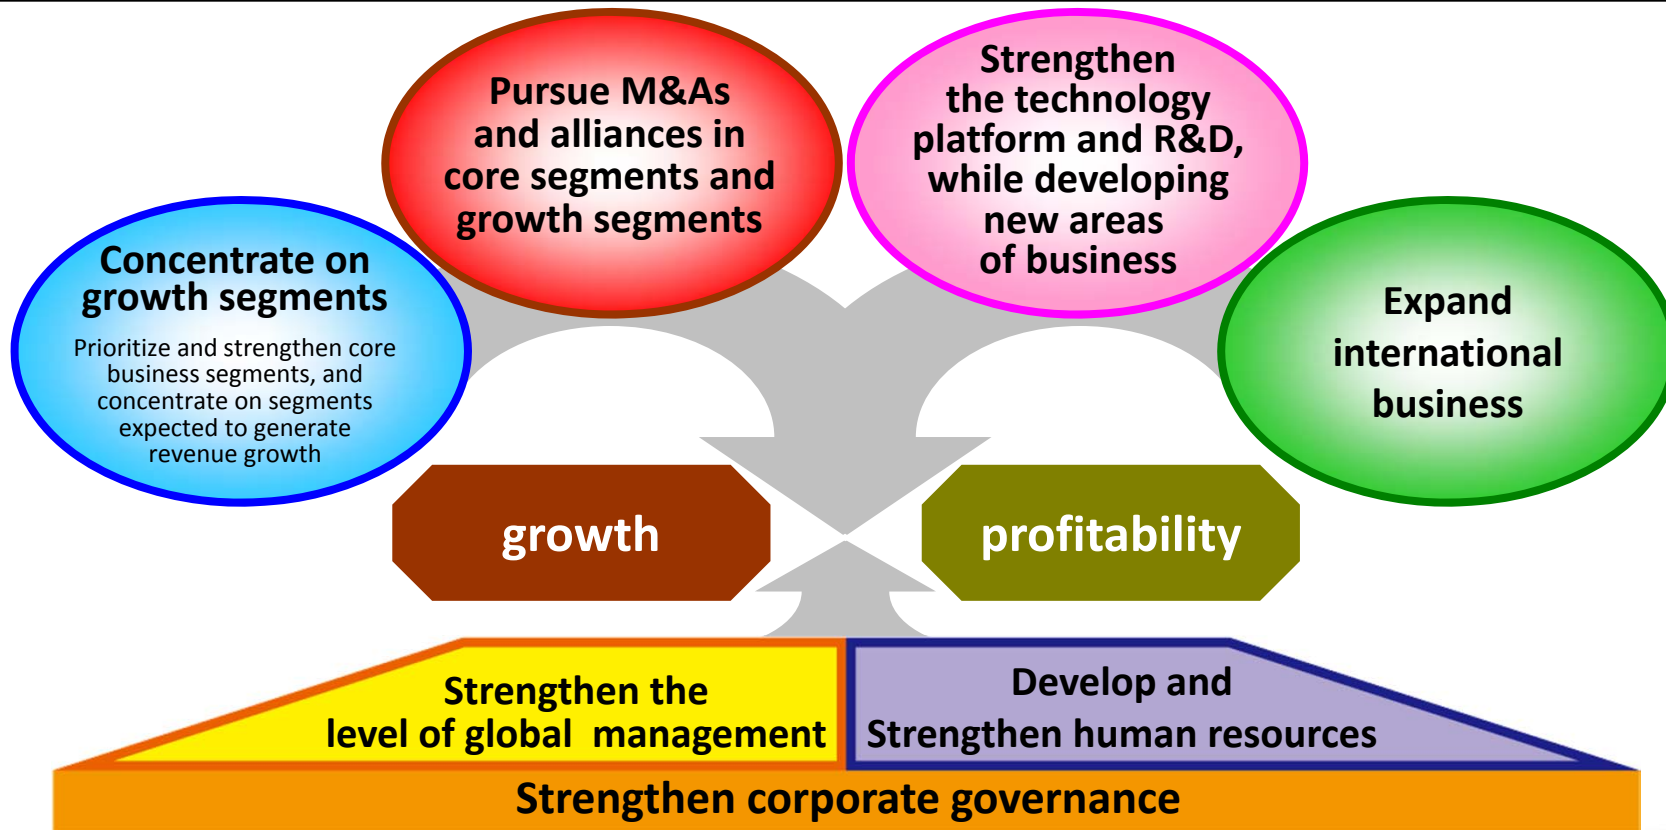 Concentrate on
growth segments
Prioritize and strengthen core
business segments, and
concentrate on segments
expected to generate
revenue growth
Pursue M&As
and alliances in
core segments and
growth segments
Strengthen
the technology
platform and R&D,
while developing
new areas
of business
Expand
international
business
growth
profitability
Strengthen the
level of global  management
Develop and
Strengthen human resources
Strengthen corporate governance